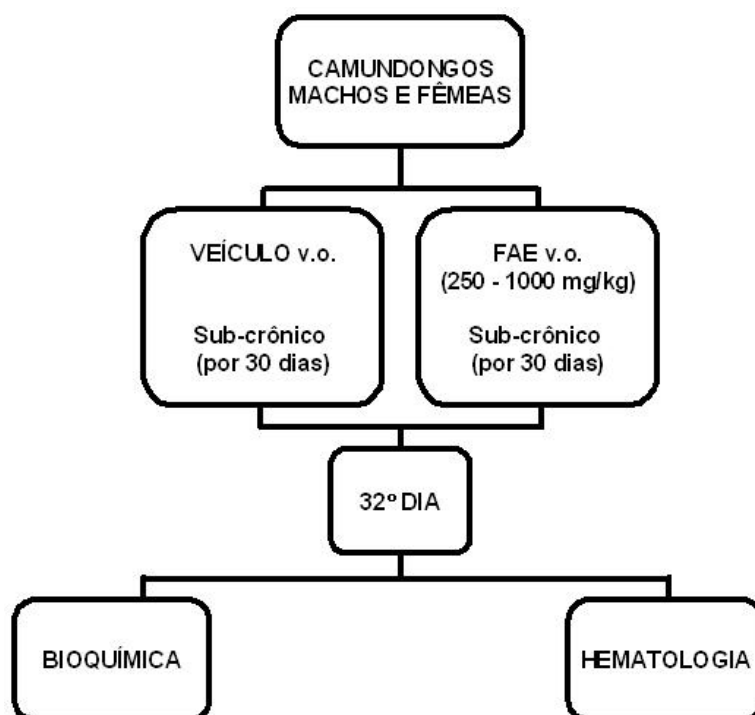 CAMUNDONGOS
MACHOS E FÊMEAS
VEÍCULO v.o.
Sub-crônico
(por 30 dias)
FAE v.o.
(250 - 1000 mg/kg)
Sub-crônico
(por 30 dias)
32º DIA
BIOQUÍMICA
HEMATOLOGIA